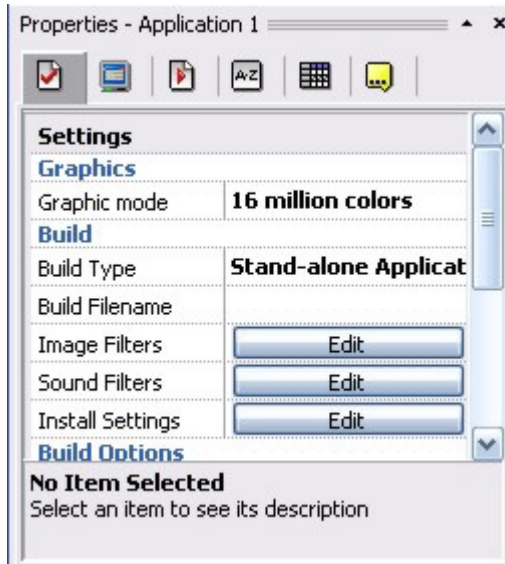 Properties - Application 1
A-Z
Settings
Graphics
Graphic mode 16 million colors
Build
Build Type Stand-alone Applicat
Build Filename
Image Filters Edit
Sound Filters Edit
Install Settings Edit
Build Options
No Item Selected
Select an item to see its description